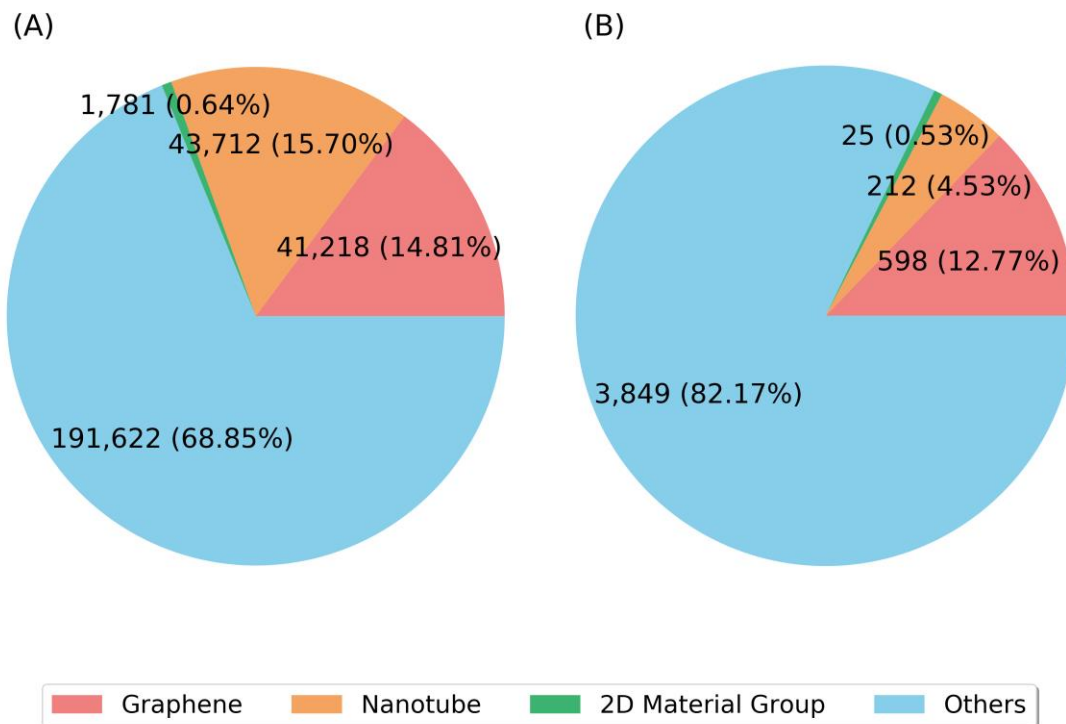 (A)
1,781 (0.64%)
43,712 (15.70%)
41,218 (14.81%)
191,622 (68.85%)
(B)
25 (0.53%)
212 (4.53%)
598 (12.77%)
3,849 (82.17%)
Graphene Nanotube 2D Material Group Others